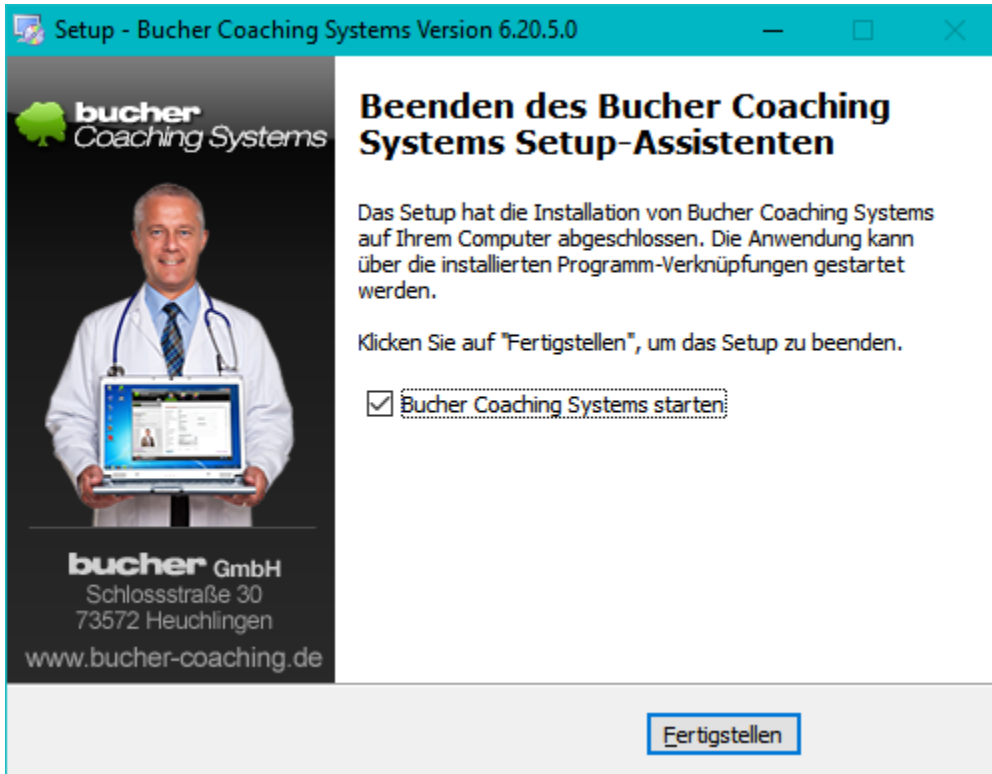 Setup - Bucher Coaching Systems Version 6.20.5.0
bucher
Coaching Systems
bucher GmbH
Schlossstraße 30
73572 Heuchlingen
www.bucher-coaching.de
Beenden des Bucher Coaching
Systems Setup-Assistenten
Das Setup hat die Installation von Bucher Coaching Systems
auf Ihrem Computer abgeschlossen. Die Anwendung kann
über die installierten Programm-Verknüpfungen gestartet
werden.
Klicken Sie auf "Fertigstellen", um das Setup zu beenden.
Bucher Coaching Systems starten
Fertigstellen